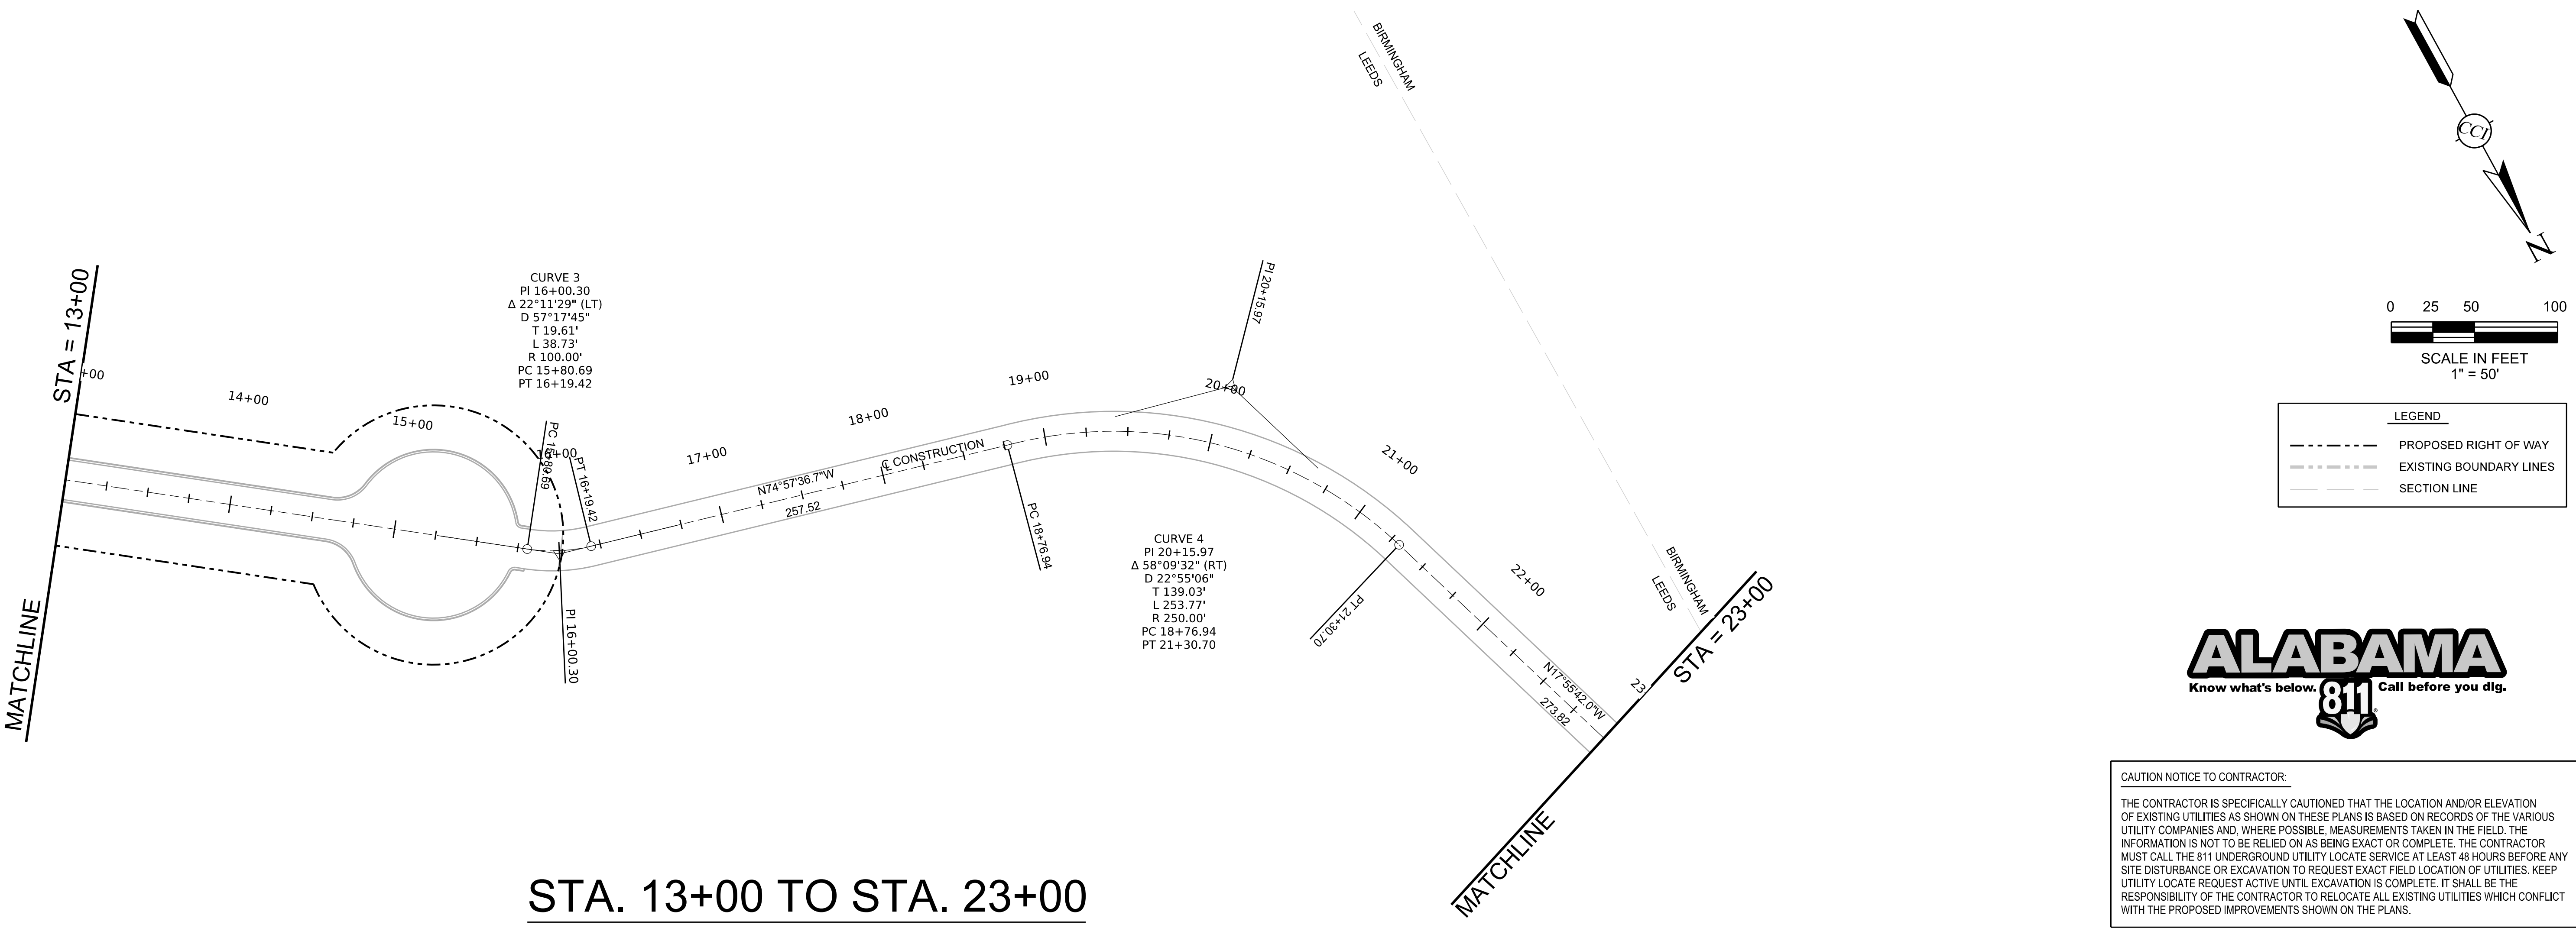 BIRMINGHAM
LEEDS
CCI
N
0 25 50 100
SCALE IN FEET
1" = 50'
LEGEND
PROPOSED RIGHT OF WAY
EXISTING BOUNDARY LINES
SECTION LINE
MATCHLINE
STA = 13+00
+00
14+00
15+00
CURVE 3
PI 16+00.30
Δ 22°11'29" (LT)
D 57°17'45"
T 19.61'
L 38.73'
R 100.00'
PC 15+80.69
PT 16+19.42
PC 15+80.69
16+00
PT 16+19.42
PI 16+00.30
17+00
N74°57'36.7"W
257.52
18+00
℄ CONSTRUCTION
19+00
PC 18+76.94
PI 20+15.97
20+00
21+00
CURVE 4
PI 20+15.97
Δ 58°09'32" (RT)
D 22°55'06"
T 139.03'
L 253.77'
R 250.00'
PC 18+76.94
PT 21+30.70
PT 21+30.70
22+00
BIRMINGHAM
LEEDS
N17°55'42.0"W
273.82
23
MATCHLINE
STA = 23+00
STA. 13+00 TO STA. 23+00
ALABAMA
Know what's below. 811 Call before you dig.
®
CAUTION NOTICE TO CONTRACTOR:
THE CONTRACTOR IS SPECIFICALLY CAUTIONED THAT THE LOCATION AND/OR ELEVATION
OF EXISTING UTILITIES AS SHOWN ON THESE PLANS IS BASED ON RECORDS OF THE VARIOUS
UTILITY COMPANIES AND, WHERE POSSIBLE, MEASUREMENTS TAKEN IN THE FIELD. THE
INFORMATION IS NOT TO BE RELIED ON AS BEING EXACT OR COMPLETE. THE CONTRACTOR
MUST CALL THE 811 UNDERGROUND UTILITY LOCATE SERVICE AT LEAST 48 HOURS BEFORE ANY
SITE DISTURBANCE OR EXCAVATION TO REQUEST EXACT FIELD LOCATION OF UTILITIES. KEEP
UTILITY LOCATE REQUEST ACTIVE UNTIL EXCAVATION IS COMPLETE. IT SHALL BE THE
RESPONSIBILITY OF THE CONTRACTOR TO RELOCATE ALL EXISTING UTILITIES WHICH CONFLICT
WITH THE PROPOSED IMPROVEMENTS SHOWN ON THE PLANS.